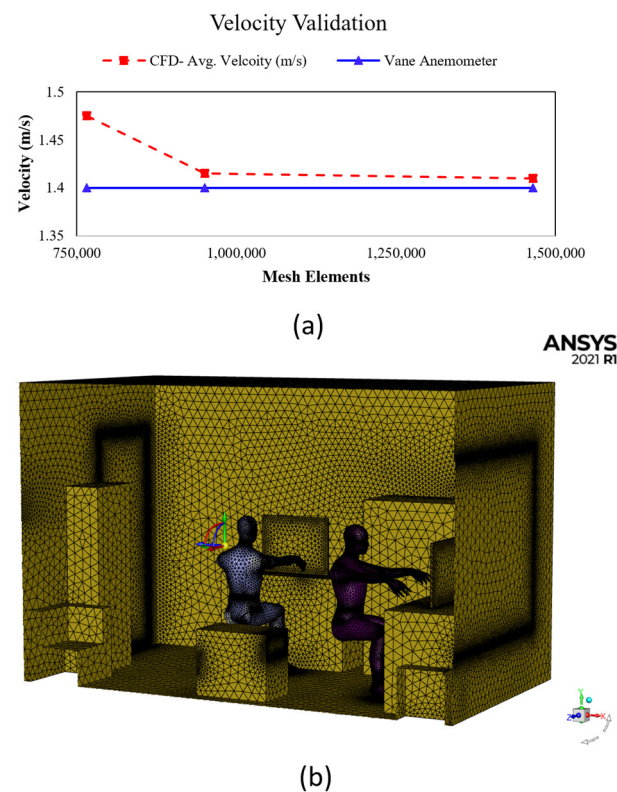 Velocity Validation
CFD- Avg. Velcoity (m/s)
Vane Anemometer
1.5
1.45
1.4
1.35
Velocity (m/s)
750,000
1,000,000
1,250,000
1,500,000
Mesh Elements
(a)
ANSYS
2021 R1
Y
Z
X
(b)